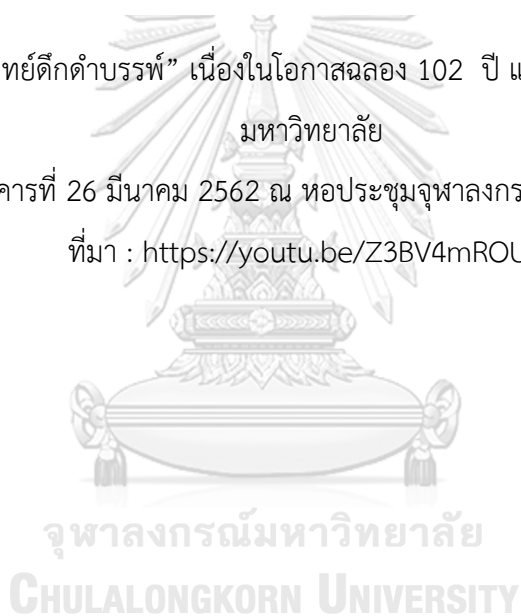 ทย์ดึกดำบรรพ์” เนื่องในโอกาสฉลอง 102 ปี แ
มหาวิทยาลัย
คารที่ 26 มีนาคม 2562 ณ หอประชุมจุฬาลงกร
ที่มา : https://youtu.be/Z3BV4mROU
จุฬาลงกรณ์มหาวิทยาลัย
CHULALONGKORN UNIVERSITY